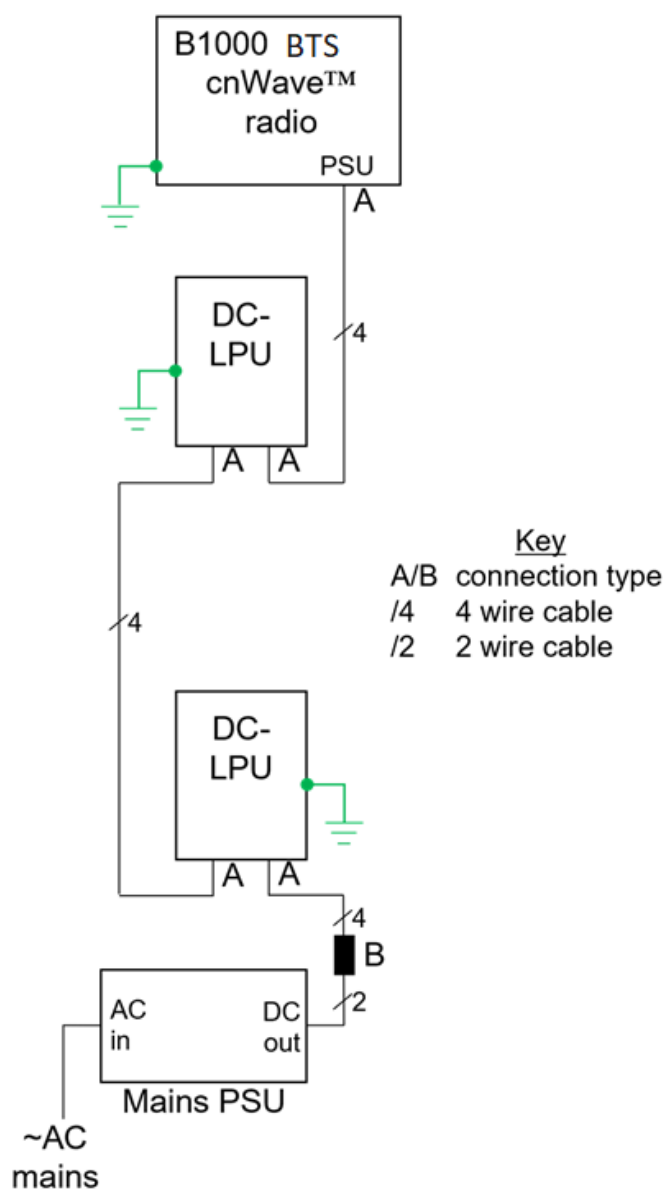 B1000 BTS
cnWave™
radio
PSU
A
4
DC-
LPU
A A
4
Key
A/B connection type
/4 4 wire cable
/2 2 wire cable
DC-
LPU
A A
4
B
2
AC
in
DC
out
Mains PSU
~AC
mains